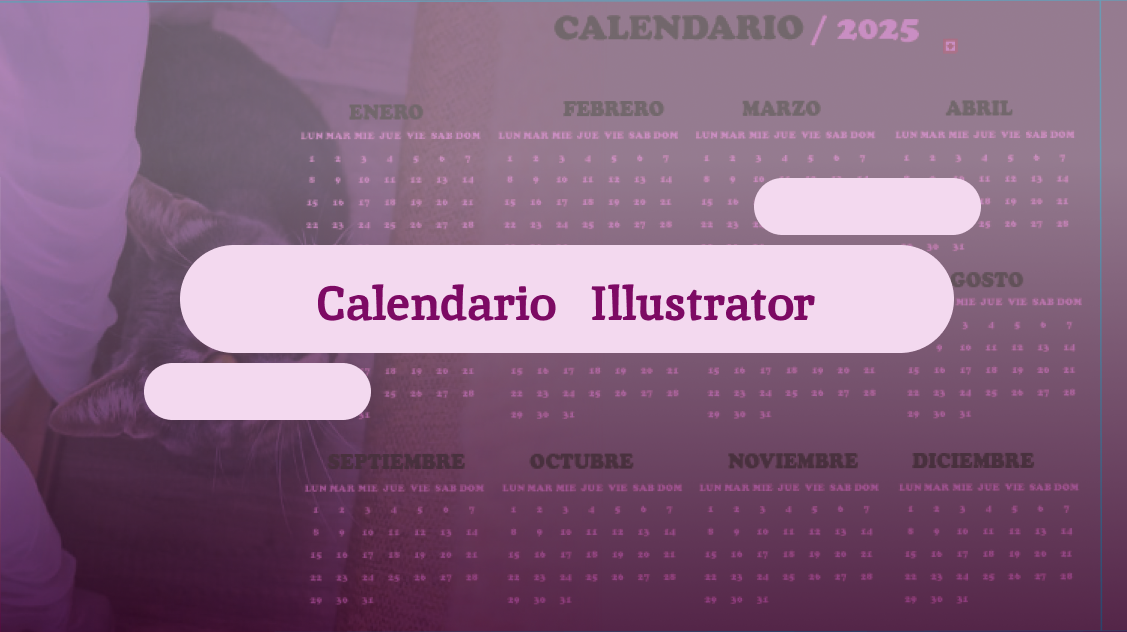 CALENDARIO / 2025
ENERO FEBRERO MARZO ABRIL
LUN MAR MIE JUE VIE SAB DOM LUN MAR MIE JUE VIE SAB DOM LUN MAR MIE JUE VIE SAB DOM LUN MAR MIE JUE VIE SAB DOM
1 2 3 4 5 6 7 1 2 3 4 5 6 7 1 2 3 4 5 6 7 1 2 3 4 5 6 7
8 9 10 11 12 13 14 8 9 10 11 12 13 14 8 9 10 11 12 13 14
15 16 17 18 19 20 21 15 16 17 18 19 20 21 15 16 18 19 20 21
22 23 24 25 26 27 28 22 23 24 25 26 27 28 22 23 25 26 27 28
30 31
Calendario Illustrator
GOSTO
MIE JUE VIE SAB DOM
3 4 5 6 7
9 10 11 12 13 14
18 19 20 21 15 16 17 18 19 20 21 15 16 17 18 19 20 21 15 16 17 18 19 20 21
25 26 27 28 22 23 24 25 26 27 28 22 23 24 25 26 27 28 22 23 24 25 26 27 28
31 29 30 31 29 30 31 29 30 31
SEPTIEMBRE OCTUBRE NOVIEMBRE DICIEMBRE
LUN MAR MIE JUE VIE SAB DOM LUN MAR MIE JUE VIE SAB DOM LUN MAR MIE JUE VIE SAB DOM LUN MAR MIE JUE VIE SAB DOM
1 2 3 4 5 6 7 1 2 3 4 5 6 7 1 2 3 4 5 6 7 1 2 3 4 5 6 7
8 9 10 11 12 13 14 8 9 10 11 12 13 14 8 9 10 11 12 13 14 8 9 10 11 12 13 14
15 16 17 18 19 20 21 15 16 17 18 19 20 21 15 16 17 18 19 20 21 15 16 17 18 19 20 21
22 23 24 25 26 27 28 22 23 24 25 26 27 28 22 23 24 25 26 27 28 22 23 24 25 26 27 28
29 30 31 29 30 31 29 30 31 29 30 31